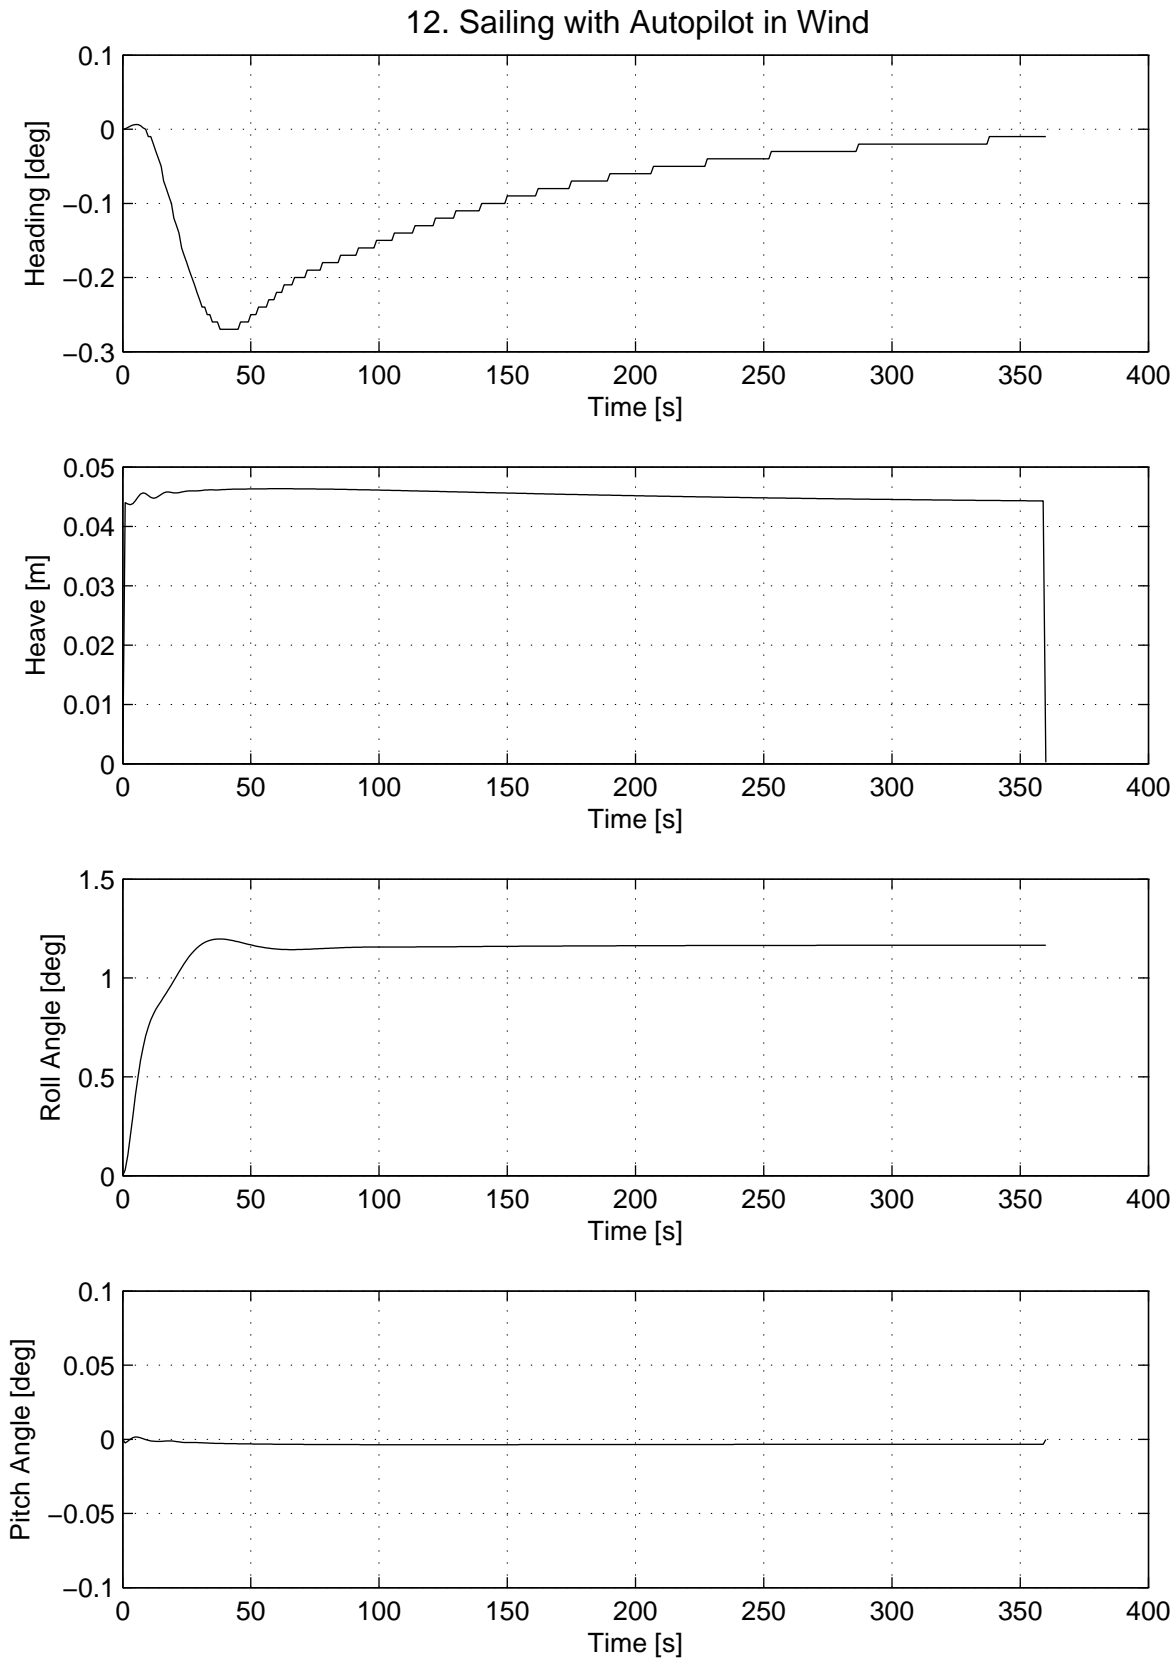 12. Sailing with Autopilot in Wind
0.1
0
−0.1
−0.2
−0.3
Heading [deg]
0 50 100 150 200 250 300 350 400
Time [s]
0.05
0.04
0.03
0.02
0.01
0
Heave [m]
0 50 100 150 200 250 300 350 400
Time [s]
1.5
1
0.5
0
Roll Angle [deg]
0 50 100 150 200 250 300 350 400
Time [s]
0.1
0.05
0
−0.05
−0.1
Pitch Angle [deg]
0 50 100 150 200 250 300 350 400
Time [s]